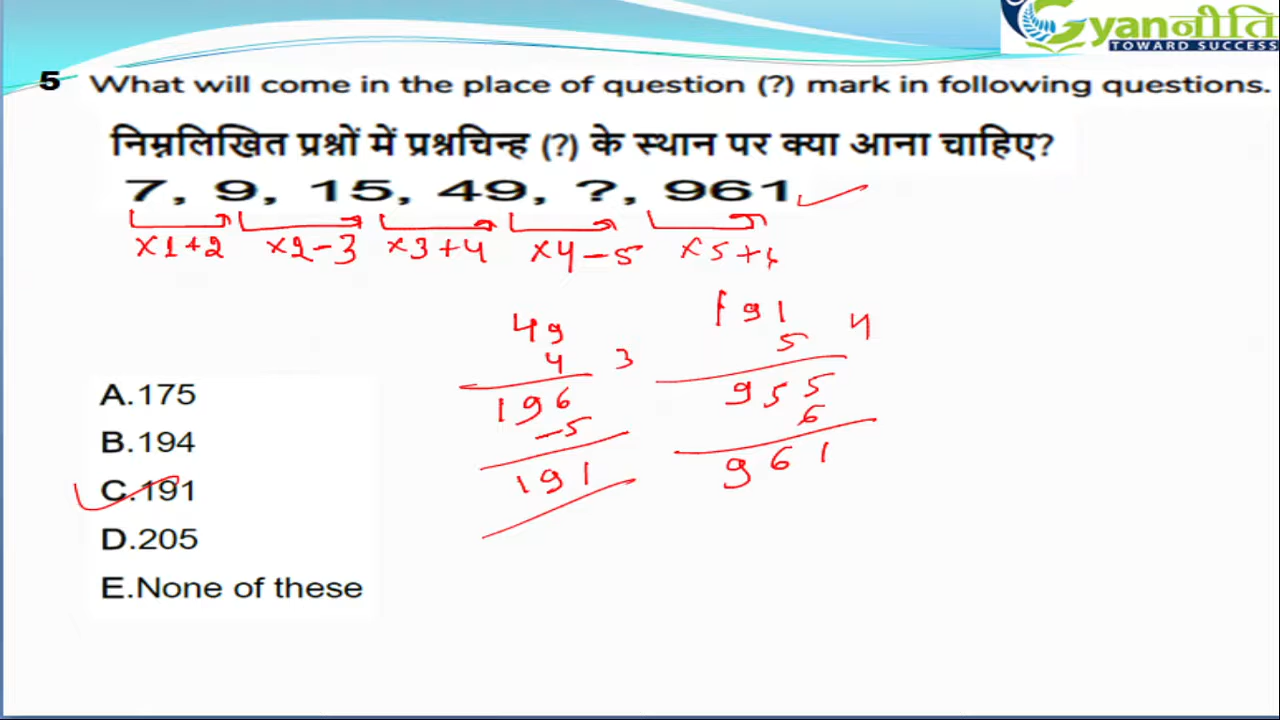 Gyanनीति
TOWARD SUCCESS
5 What will come in the place of question (?) mark in following questions.
निम्नलिखित प्रश्नों में प्रश्नचिन्ह (?) के स्थान पर क्या आना चाहिए?
7, 9, 15, 49, ?, 961
×1+2 ×2-3 ×3+4 ×4-5 ×5+
49
4 3
196
-5
191
191
5 4
955
6
961
A.175
B.194
C.191
D.205
E.None of these